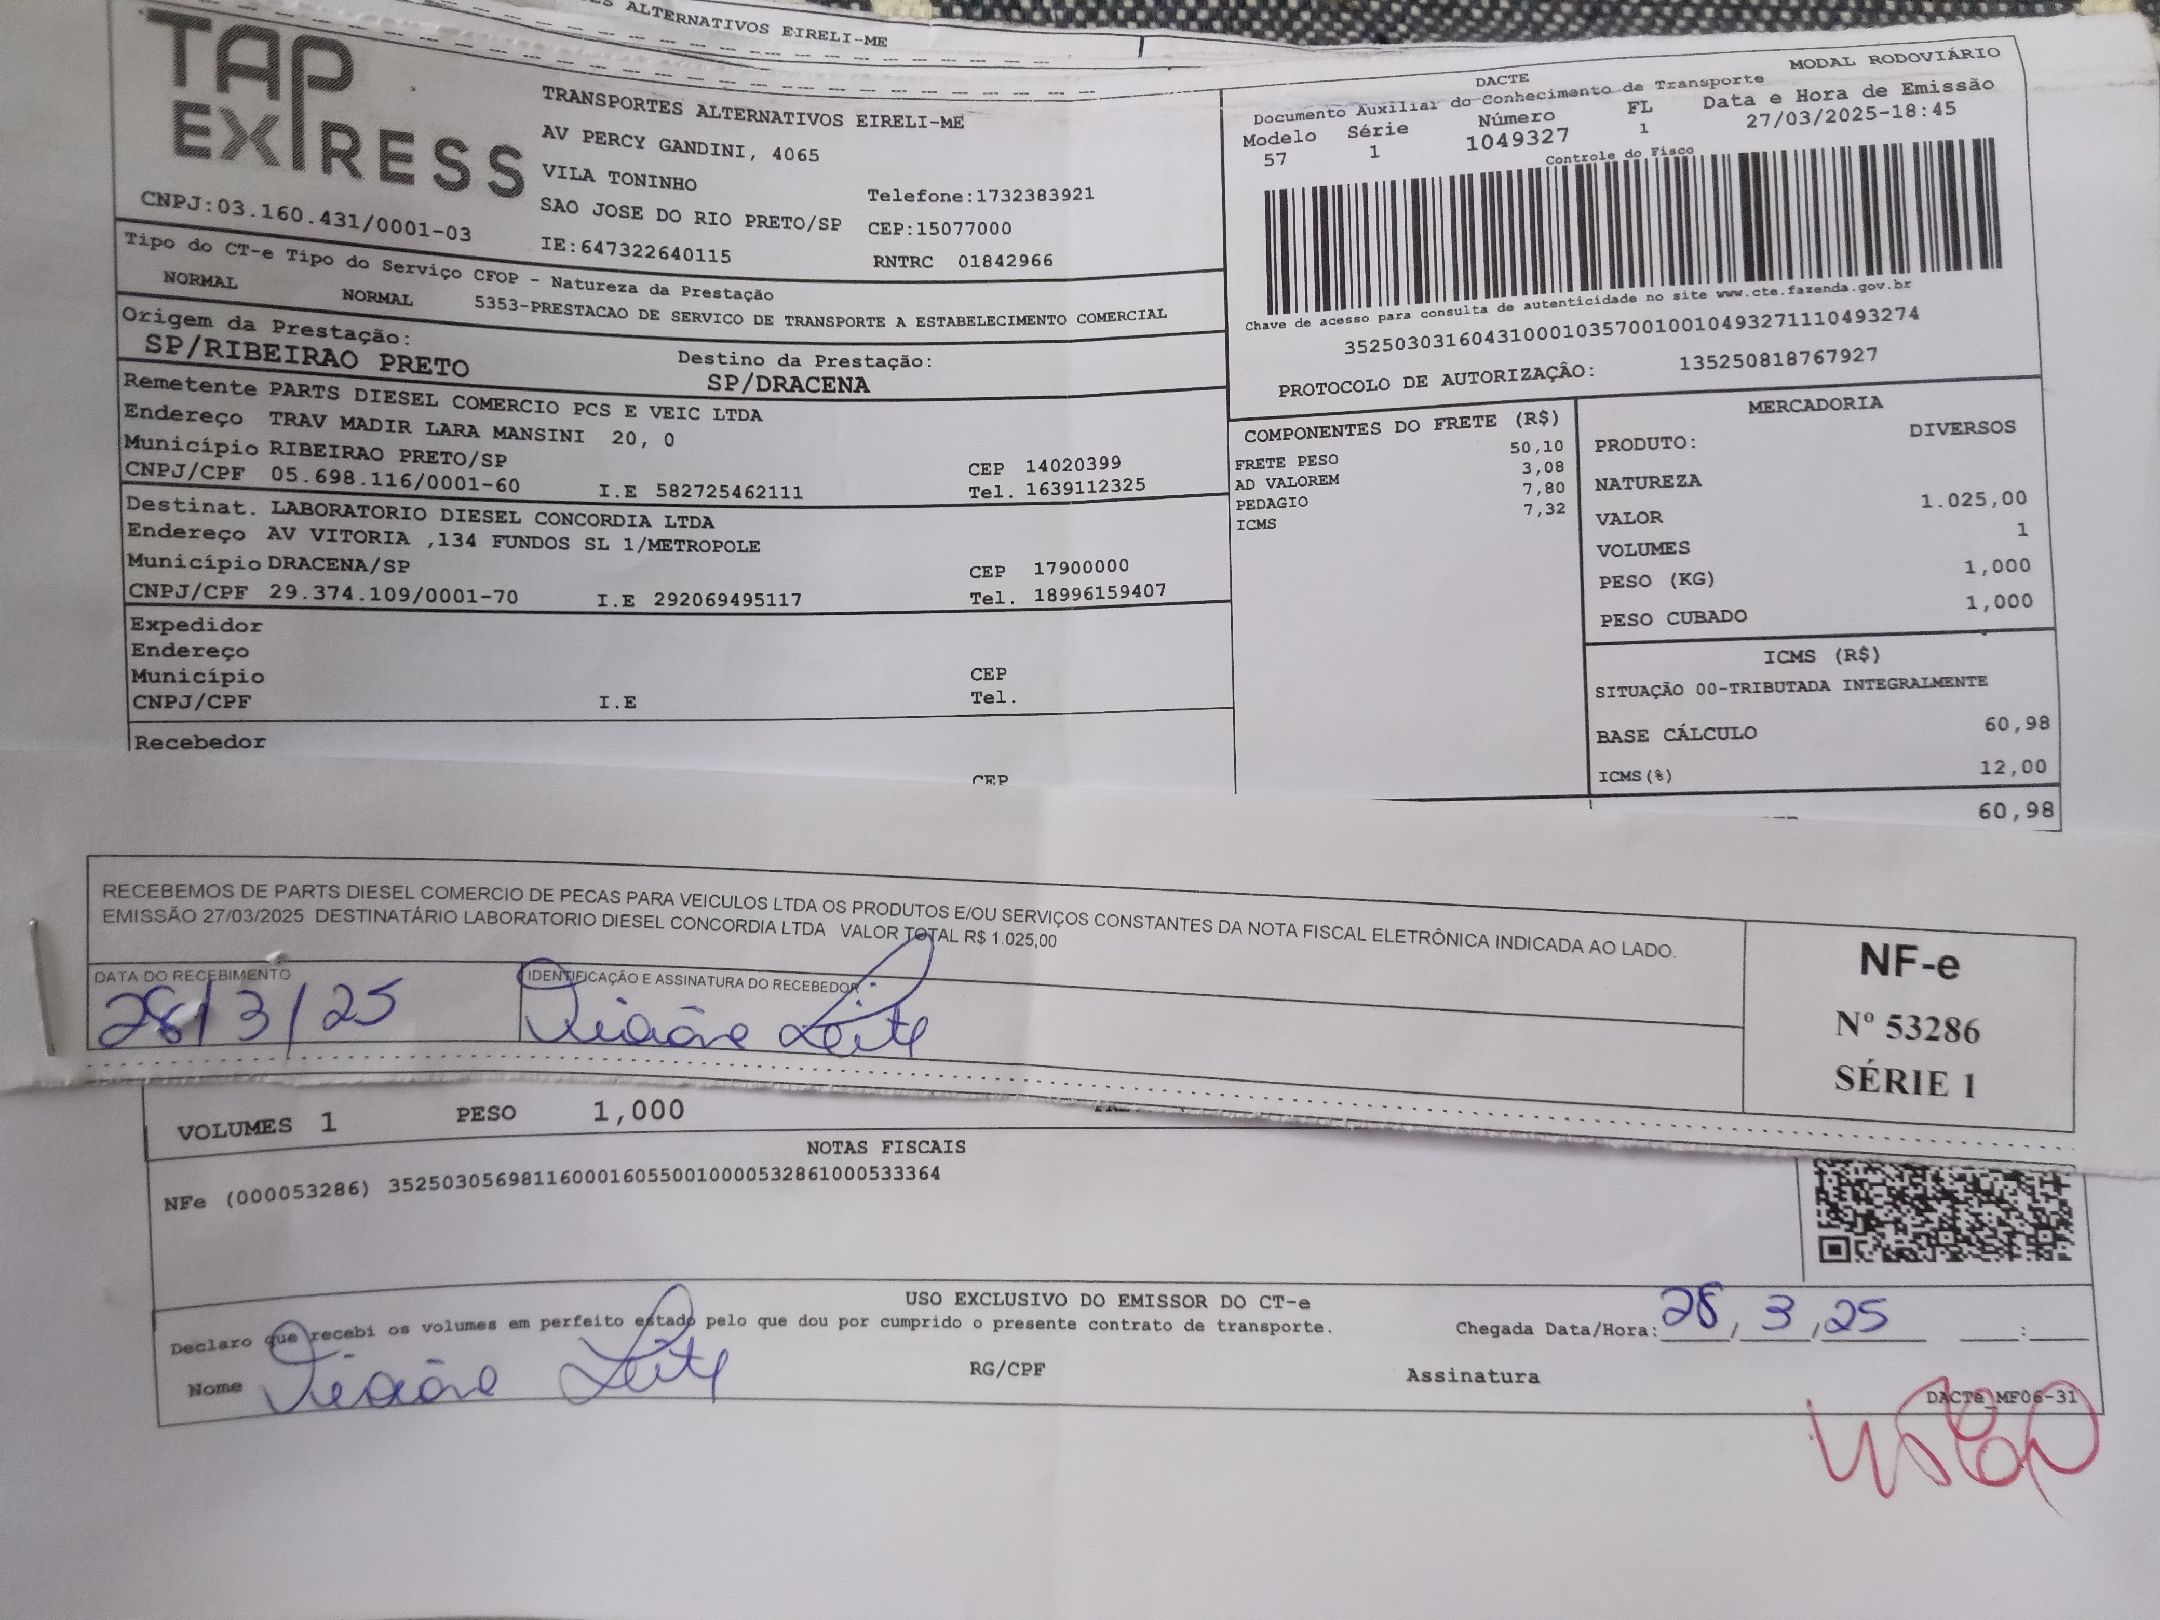 ES ALTERNATIVOS EIRELI-ME
TAP
EXPRESS
CNPJ:03.160.431/0001-03
TRANSPORTES ALTERNATIVOS EIRELI-ME
AV PERCY GANDINI, 4065
VILA TONINHO
Telefone:1732383921
SAO JOSE DO RIO PRETO/SP CEP:15077000
IE:647322640115 RNTRC 01842966
MODAL RODOVIÁRIO
DACTE
Documento Auxiliar do Conhecimento de Transporte
Modelo Série Número FL Data e Hora de Emissão
57 1 1049327 1 27/03/2025-18:45
Controle do Fisco
Chave de acesso para consulta de autenticidade no site www.cte.fazenda.gov.br
35250303160431000103570010010493271110493274
PROTOCOLO DE AUTORIZAÇÃO: 135250818767927
Tipo do CT-e Tipo do Serviço CFOP - Natureza da Prestação
NORMAL NORMAL 5353-PRESTACAO DE SERVICO DE TRANSPORTE A ESTABELECIMENTO COMERCIAL
Origem da Prestação: Destino da Prestação:
SP/RIBEIRAO PRETO SP/DRACENA
Remetente PARTS DIESEL COMERCIO PCS E VEIC LTDA
Endereço TRAV MADIR LARA MANSINI 20, 0
Município RIBEIRAO PRETO/SP CEP 14020399
CNPJ/CPF 05.698.116/0001-60 I.E 582725462111 Tel. 1639112325
Destinat. LABORATORIO DIESEL CONCORDIA LTDA
Endereço AV VITORIA ,134 FUNDOS SL 1/METROPOLE
Município DRACENA/SP CEP 17900000
CNPJ/CPF 29.374.109/0001-70 I.E 292069495117 Tel. 18996159407
Expedidor
Endereço
Município CEP
CNPJ/CPF I.E Tel.
Recebedor
CEP
COMPONENTES DO FRETE (R$)
FRETE PESO 50,10
AD VALOREM 3,08
PEDAGIO 7,80
ICMS 7,32
MERCADORIA
PRODUTO: DIVERSOS
NATUREZA
VALOR 1.025,00
VOLUMES 1
PESO (KG) 1,000
PESO CUBADO 1,000
ICMS (R$)
SITUAÇÃO 00-TRIBUTADA INTEGRALMENTE
BASE CÁLCULO 60,98
ICMS(%) 12,00
60,98
RECEBEMOS DE PARTS DIESEL COMERCIO DE PECAS PARA VEICULOS LTDA OS PRODUTOS E/OU SERVIÇOS CONSTANTES DA NOTA FISCAL ELETRÔNICA INDICADA AO LADO.
EMISSÃO 27/03/2025 DESTINATÁRIO LABORATORIO DIESEL CONCORDIA LTDA VALOR TOTAL R$ 1.025,00
DATA DO RECEBIMENTO IDENTIFICAÇÃO E ASSINATURA DO RECEBEDOR
28/3/25 Leite
NF-e
Nº 53286
SÉRIE 1
VOLUMES 1 PESO 1,000
NOTAS FISCAIS
NFe (000053286) 35250305698116000160550010000532861000533364
USO EXCLUSIVO DO EMISSOR DO CT-e
Declaro que recebi os volumes em perfeito estado pelo que dou por cumprido o presente contrato de transporte.
Chegada Data/Hora: 28/3/25 :
Nome Leite RG/CPF Assinatura
DACTe_MF06-31